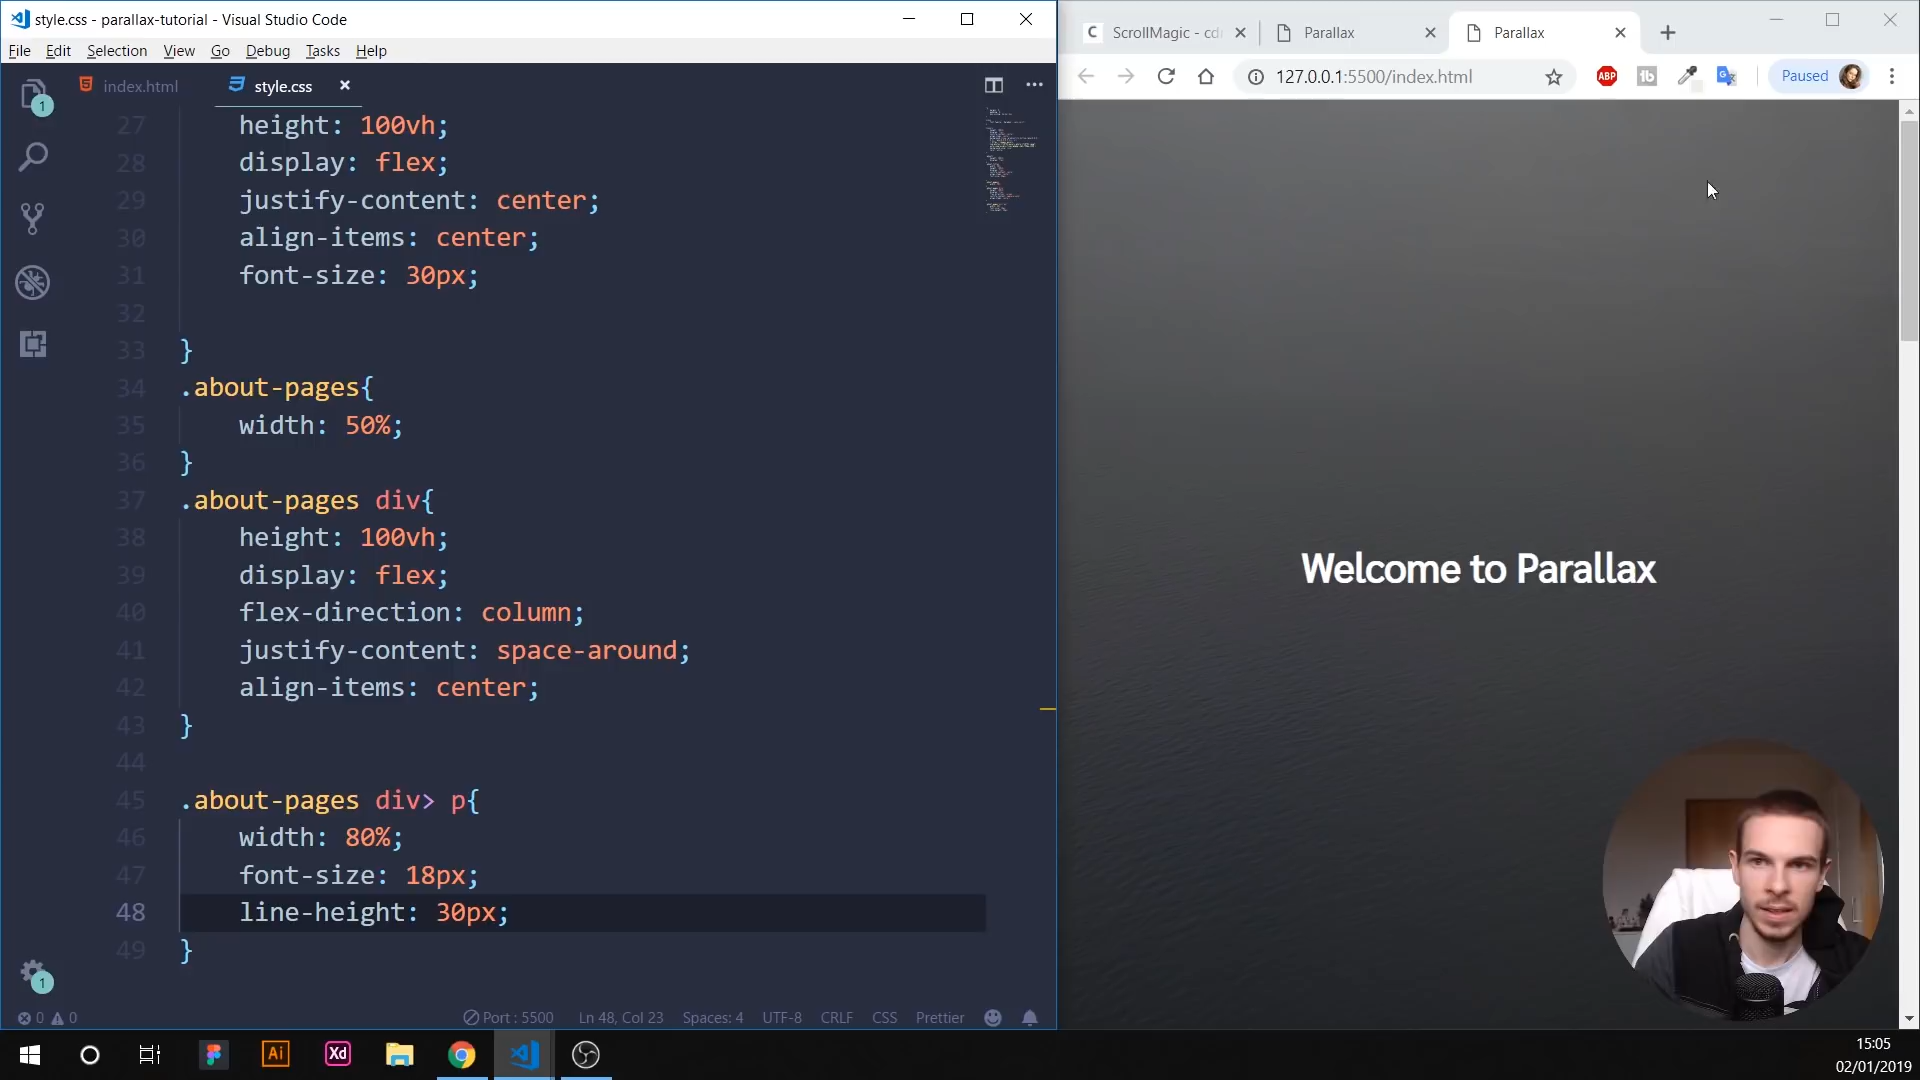 style.css - parallax-tutorial - Visual Studio Code
File Edit Selection View Go Debug Tasks Help
index.html
style.css
27 height: 100vh;
28 display: flex;
29 justify-content: center;
30 align-items: center;
31 font-size: 30px;
32
33 }
34 .about-pages{
35 width: 50%;
36 }
37 .about-pages div{
38 height: 100vh;
39 display: flex;
40 flex-direction: column;
41 justify-content: space-around;
42 align-items: center;
43 }
44
45 .about-pages div> p{
46 width: 80%;
47 font-size: 18px;
48 line-height: 30px;
49 }
1
1
0 0
Port : 5500
Ln 48, Col 23
Spaces: 4
UTF-8
CRLF
CSS
Prettier
C ScrollMagic - cd
Parallax
Parallax
127.0.0.1:5500/index.html
ABP
tb
Paused
Welcome to Parallax
Ai
Xd
15:05
02/01/2019